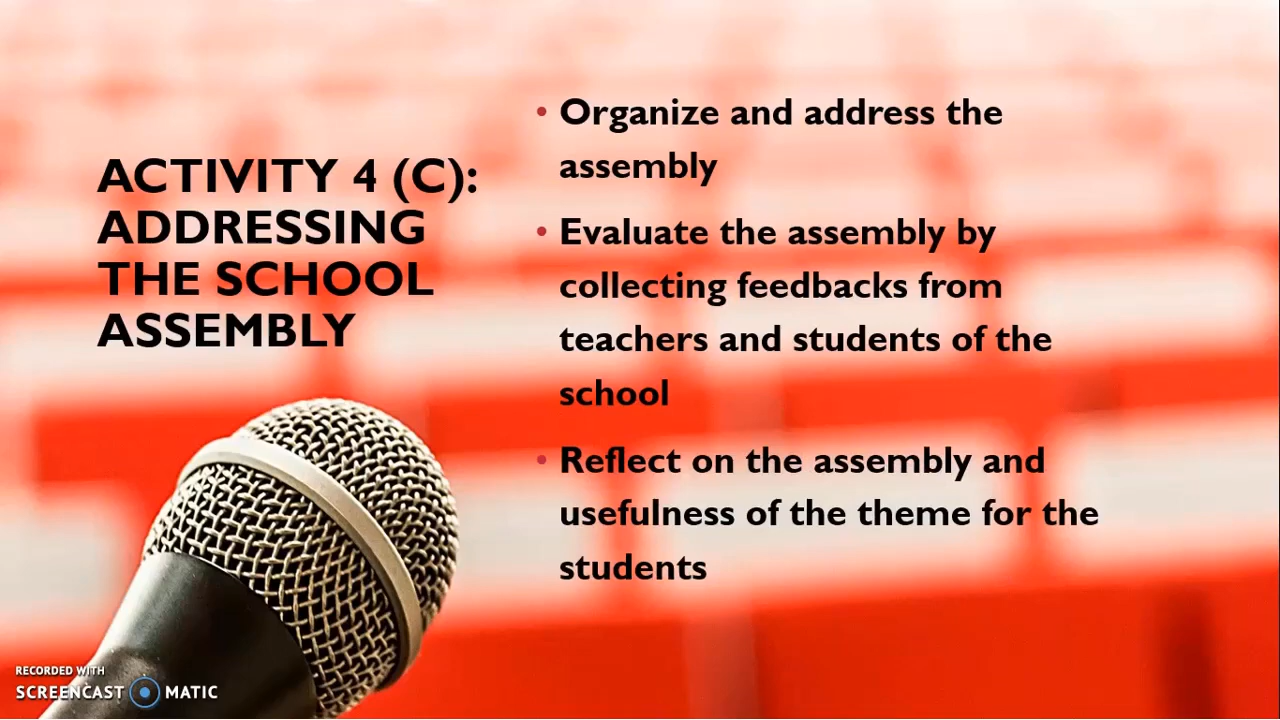 ACTIVITY 4 (C):
ADDRESSING
THE SCHOOL
ASSEMBLY
• Organize and address the
assembly
• Evaluate the assembly by
collecting feedbacks from
teachers and students of the
school
• Reflect on the assembly and
usefulness of the theme for the
students
RECORDED WITH
SCREENCAST MATIC